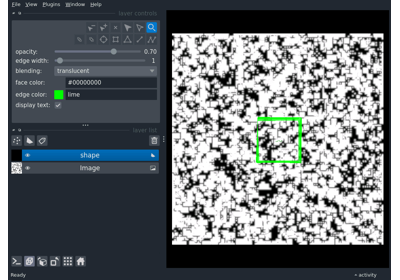 File View Plugins Window Help
layer controls
opacity: 0.70
edge width: 1
blending: translucent
face color: #00000000
edge color: lime
display text:
layer list
shape
Image
Ready
activity